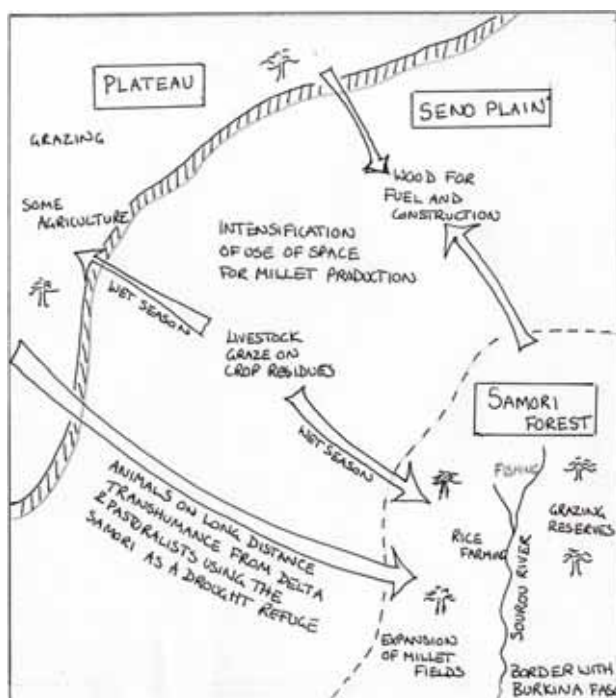 PLATEAU
SENO PLAIN
GRAZING
SOME
AGRICULTURE
WOOD FOR
FUEL AND
CONSTRUCTION
INTENSIFICATION
OF USE OF SPACE
FOR MILLET PRODUCTION
WET SEASON
LIVESTOCK
GRAZE ON
CROP RESIDUES
WET SEASON
SAMORI
FOREST
FISHING
GRAZING
RESERVES
RICE
FARMING
SOUROU RIVER
ANIMALS ON LONG DISTANCE
TRANSHUMANCE FROM DELTA
& PASTORALISTS USING THE
SAMORI AS A DROUGHT REFUGE
EXPANSION
OF MILLET
FIELDS
BORDER WITH
BURKINA FASO